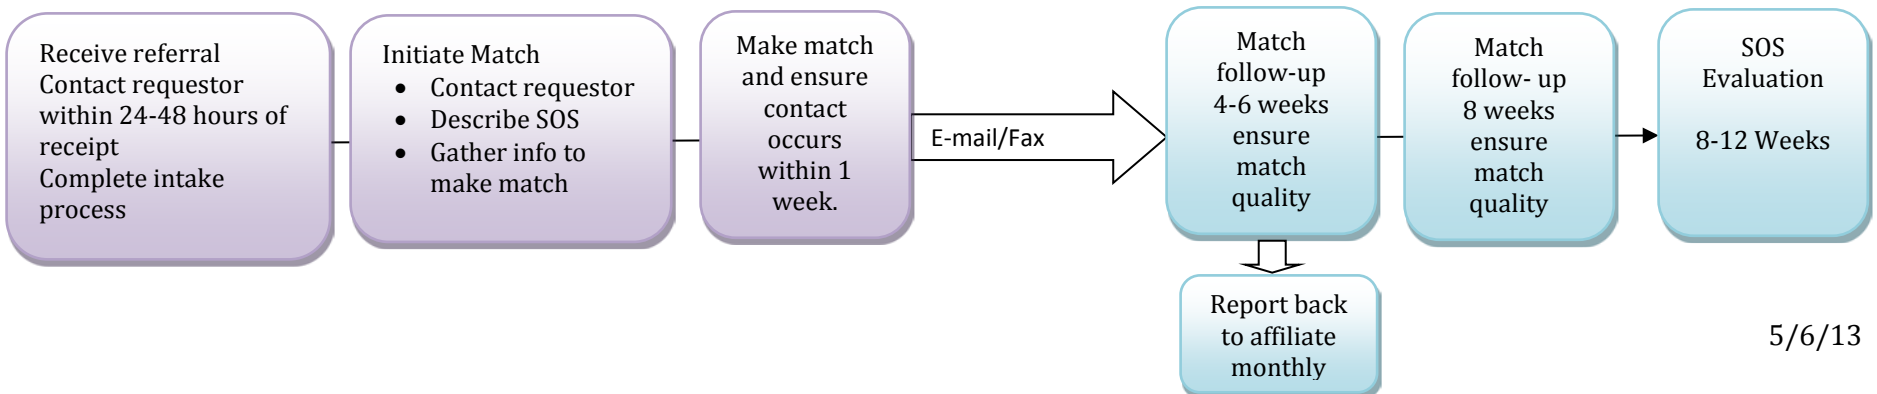 Receive referral
Contact requestor
within 24-48 hours of
receipt
Complete intake
process
Initiate Match
• Contact requestor
• Describe SOS
• Gather info to
make match
Make match
and ensure
contact
occurs
within 1
week.
E-mail/Fax
Match
follow-up
4-6 weeks
ensure
match
quality
Report back
to affiliate
monthly
Match
follow- up
8 weeks
ensure
match
quality
SOS
Evaluation
8-12 Weeks
5/6/13